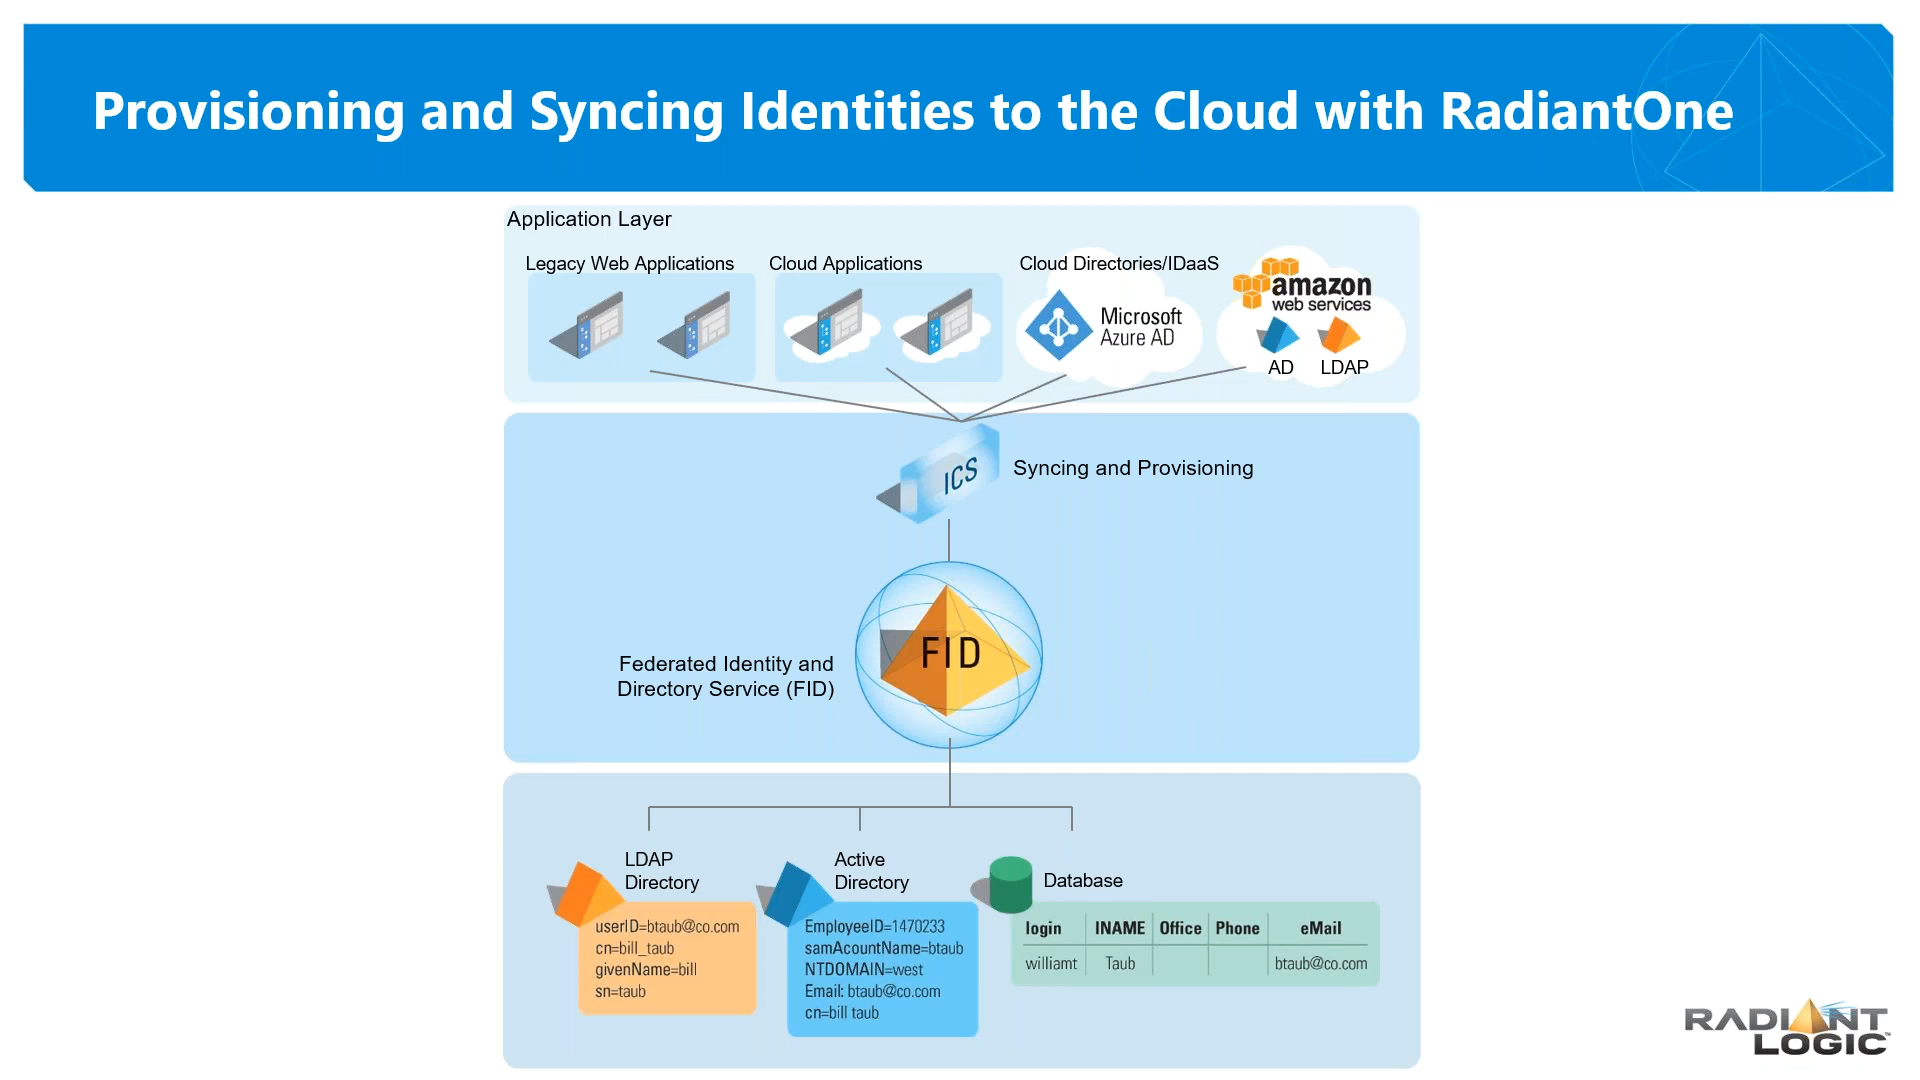 Provisioning and Syncing Identities to the Cloud with RadiantOne
Application Layer
Legacy Web Applications
Cloud Applications
Cloud Directories/IDaaS
Microsoft
Azure AD
amazon
web services
AD
LDAP
ICS
Syncing and Provisioning
FID
Federated Identity and
Directory Service (FID)
LDAP
Directory
userID=btaub@co.com
cn=bill_taub
givenName=bill
sn=taub
Active
Directory
EmployeeID=1470233
samAcountName=btaub
NTDOMAIN=west
Email: btaub@co.com
cn=bill taub
Database
login INAME Office Phone eMail
williamt Taub btaub@co.com
RADIANT
LOGIC™